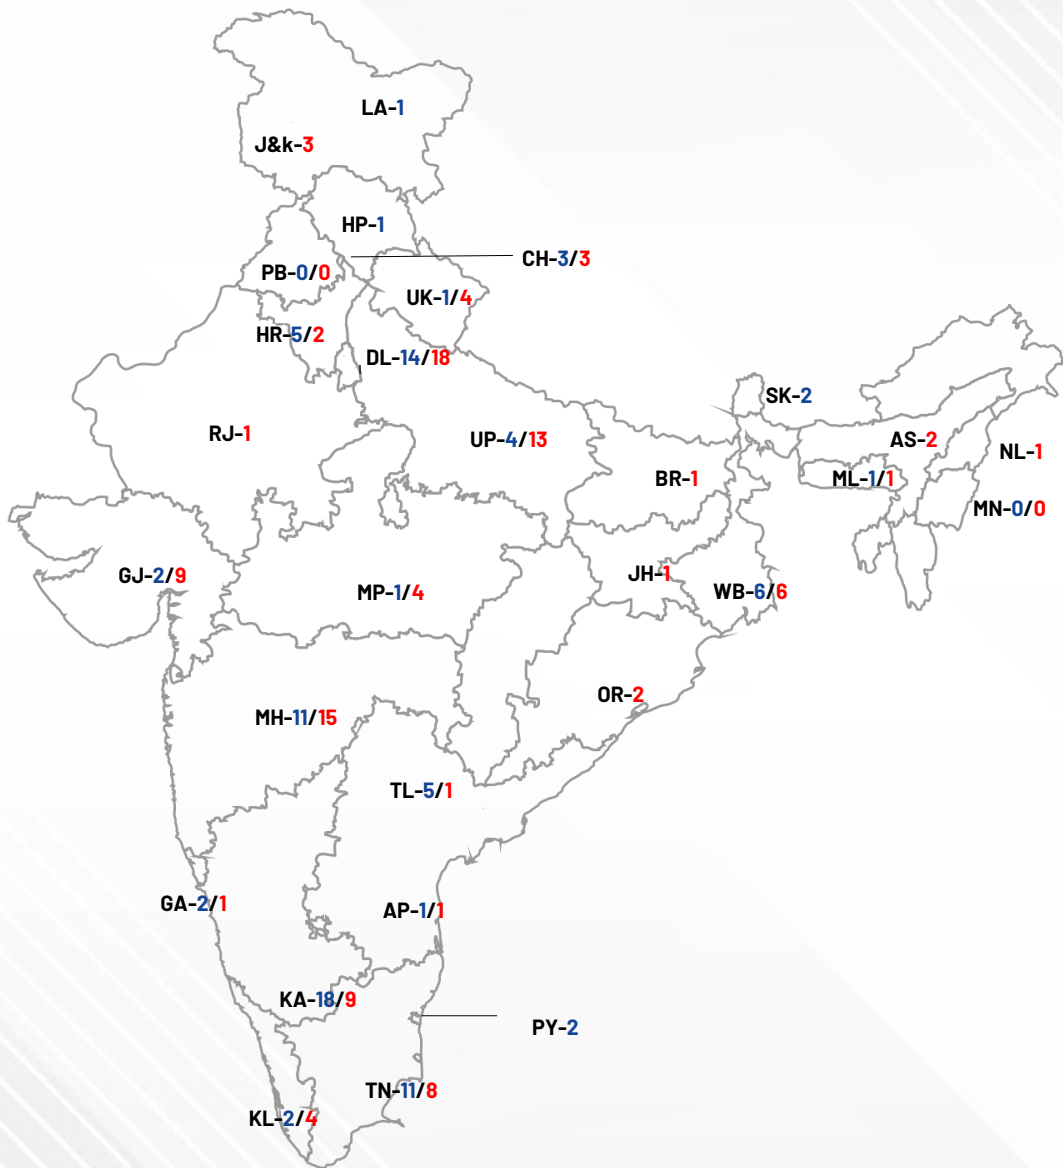 LA-1
J&k-3
HP-1
CH-3/3
PB-0/0
UK-1/4
HR-5/2
DL-14/18
SK-2
RJ-1
UP-4/13
AS-2
NL-1
BR-1
ML-1/1
MN-0/0
GJ-2/9
JH-1
MP-1/4
WB-6/6
OR-2
MH-11/15
TL-5/1
GA-2/1
AP-1/1
KA-18/9
PY-2
TN-11/8
KL-2/4